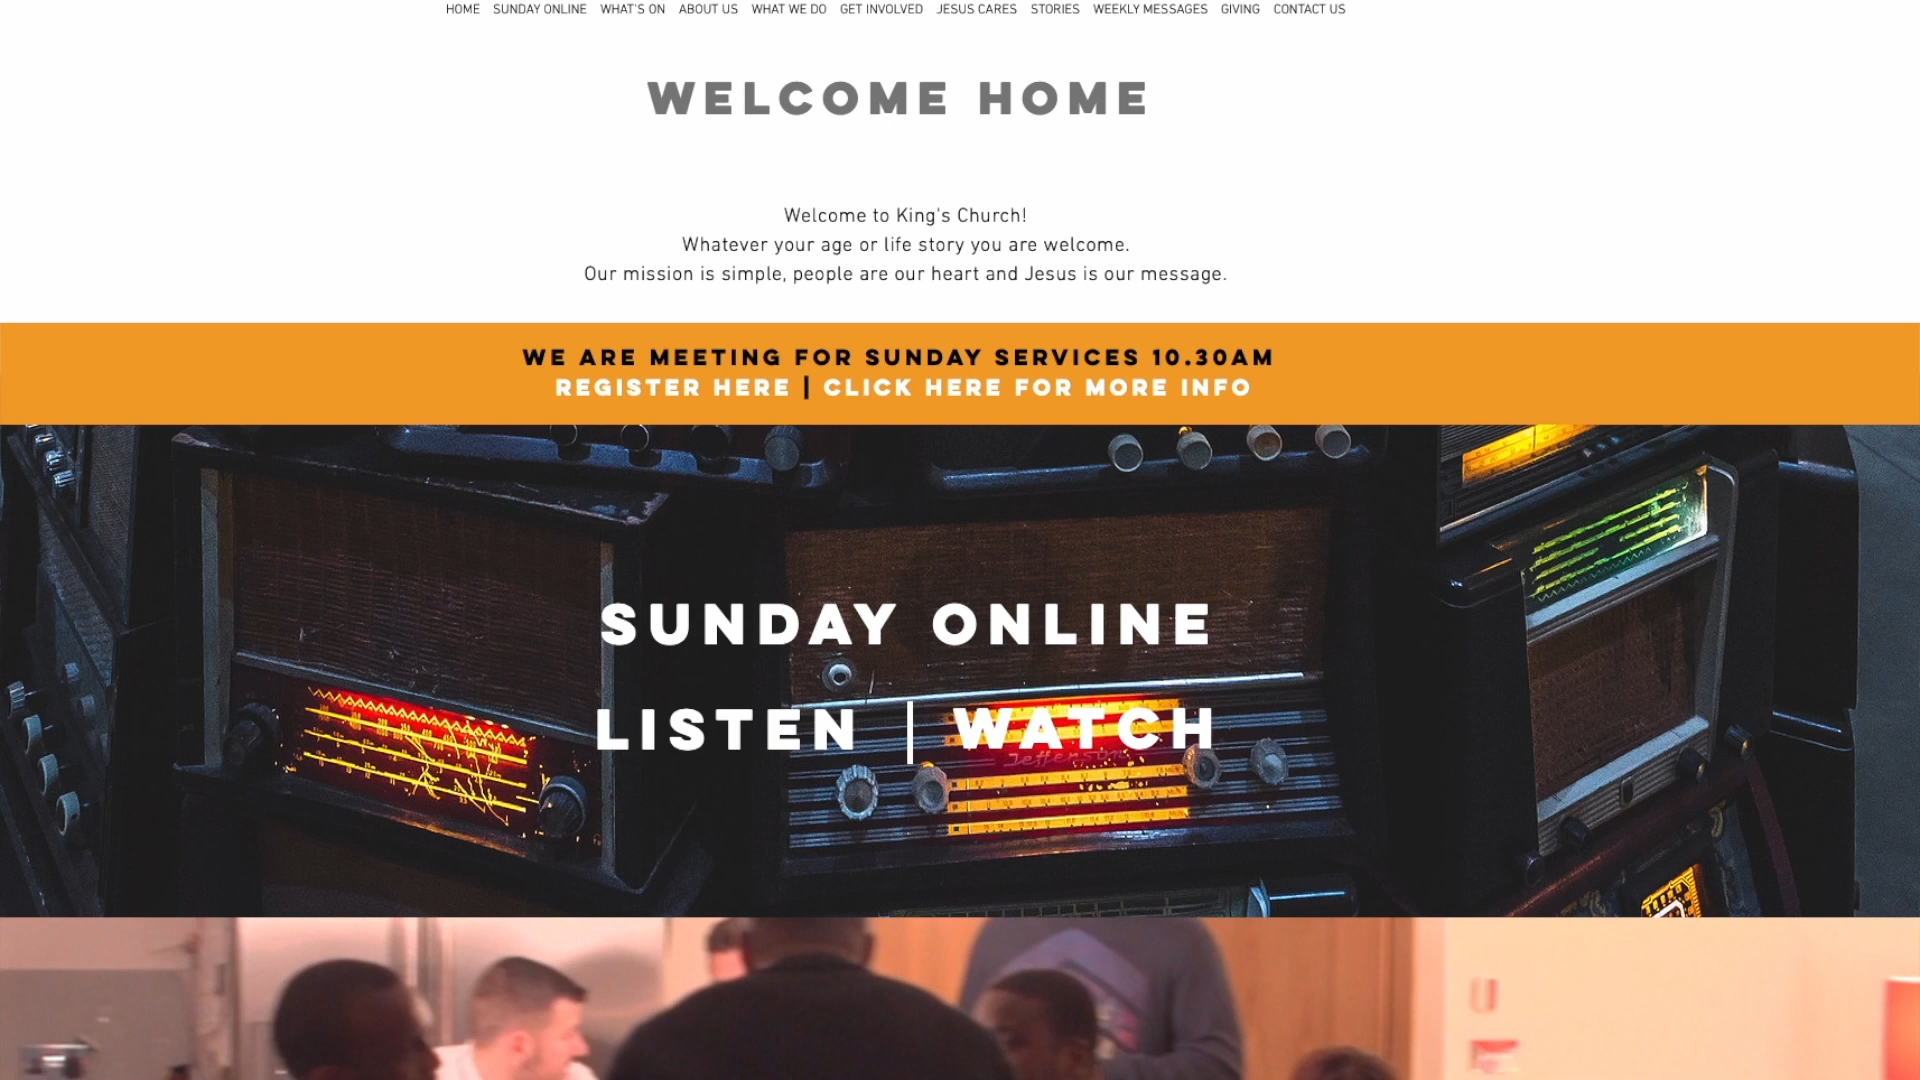 HOME SUNDAY ONLINE WHAT'S ON ABOUT US WHAT WE DO GET INVOLVED JESUS CARES STORIES WEEKLY MESSAGES GIVING CONTACT US
WELCOME HOME
Welcome to King's Church!
Whatever your age or life story you are welcome.
Our mission is simple, people are our heart and Jesus is our message.
WE ARE MEETING FOR SUNDAY SERVICES 10.30AM
REGISTER HERE | CLICK HERE FOR MORE INFO
SUNDAY ONLINE
LISTEN | WATCH
Jefferson